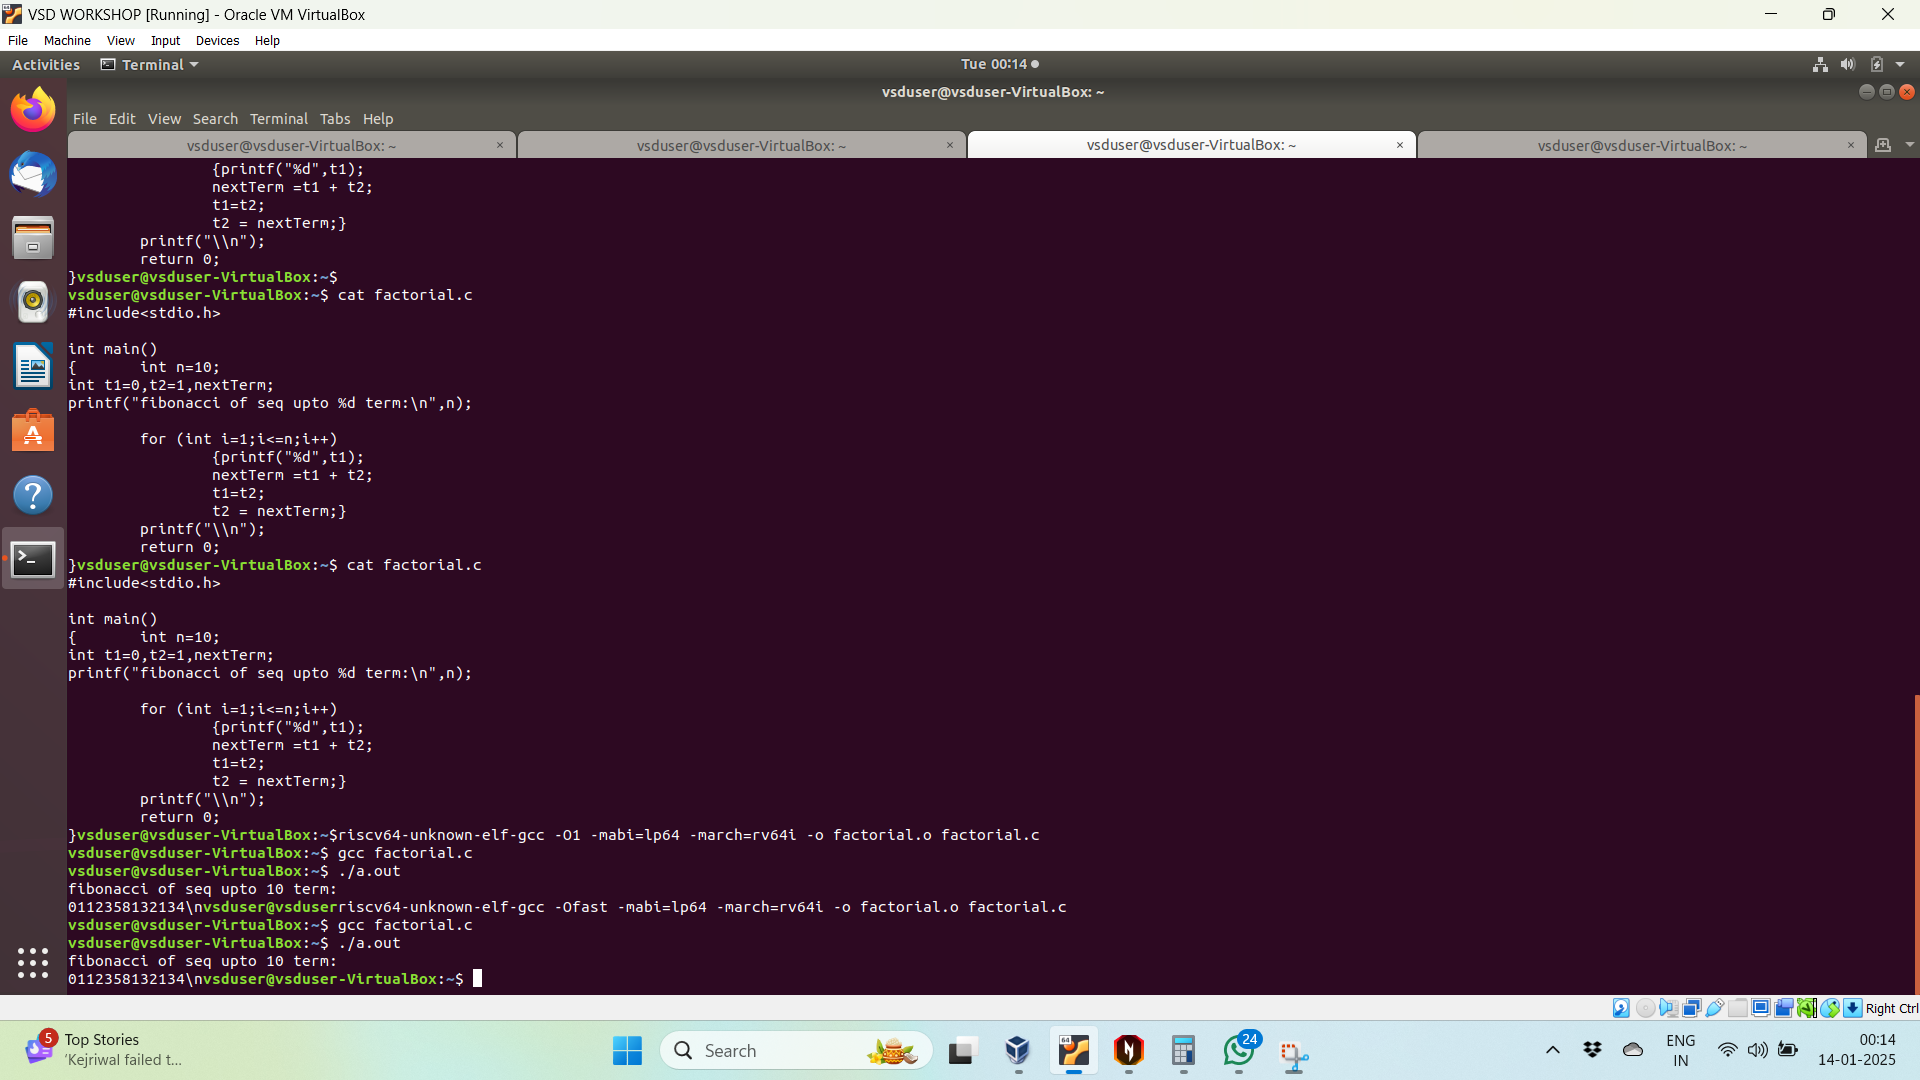 VSD WORKSHOP [Running] - Oracle VM VirtualBox
File Machine View Input Devices Help
Activities Terminal Tue 00:14
vsduser@vsduser-VirtualBox: ~
File Edit View Search Terminal Tabs Help
vsduser@vsduser-VirtualBox: ~ × vsduser@vsduser-VirtualBox: ~ × vsduser@vsduser-VirtualBox: ~ × vsduser@vsduser-VirtualBox: ~ ×
{printf("%d",t1);
nextTerm =t1 + t2;
t1=t2;
t2 = nextTerm;}
printf("\\n");
return 0;
}vsduser@vsduser-VirtualBox:~$
vsduser@vsduser-VirtualBox:~$ cat factorial.c
#include<stdio.h>
int main()
{ int n=10;
int t1=0,t2=1,nextTerm;
printf("fibonacci of seq upto %d term:\n",n);
for (int i=1;i<=n;i++)
{printf("%d",t1);
nextTerm =t1 + t2;
t1=t2;
t2 = nextTerm;}
printf("\\n");
return 0;
}vsduser@vsduser-VirtualBox:~$ cat factorial.c
#include<stdio.h>
int main()
{ int n=10;
int t1=0,t2=1,nextTerm;
printf("fibonacci of seq upto %d term:\n",n);
for (int i=1;i<=n;i++)
{printf("%d",t1);
nextTerm =t1 + t2;
t1=t2;
t2 = nextTerm;}
printf("\\n");
return 0;
}vsduser@vsduser-VirtualBox:~$riscv64-unknown-elf-gcc -O1 -mabi=lp64 -march=rv64i -o factorial.o factorial.c
vsduser@vsduser-VirtualBox:~$ gcc factorial.c
vsduser@vsduser-VirtualBox:~$ ./a.out
fibonacci of seq upto 10 term:
0112358132134\nvsduser@vsduserriscv64-unknown-elf-gcc -Ofast -mabi=lp64 -march=rv64i -o factorial.o factorial.c
vsduser@vsduser-VirtualBox:~$ gcc factorial.c
vsduser@vsduser-VirtualBox:~$ ./a.out
fibonacci of seq upto 10 term:
0112358132134\nvsduser@vsduser-VirtualBox:~$
Right Ctrl
5 Top Stories
'Kejriwal failed t...
Search
64
24
ENG
IN
00:14
14-01-2025